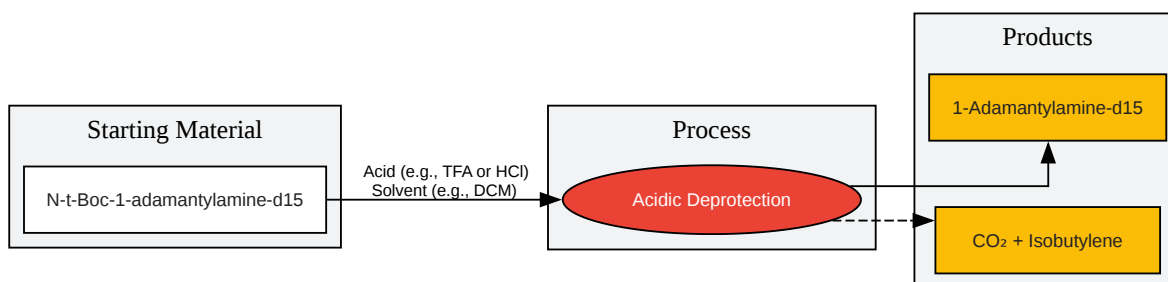 Starting Material
N-t-Boc-1-adamantylamine-d15
Acid (e.g., TFA or HCl)
Solvent (e.g., DCM)
Process
Acidic Deprotection
Products
1-Adamantylamine-d15
CO₂ + Isobutylene